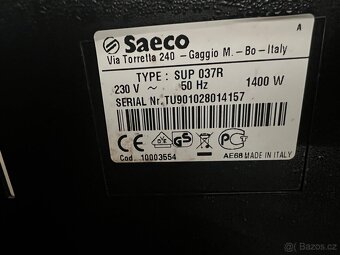 Saeco
A
Via Torretta 240 - Gaggio M. - Bo - Italy
TYPE : SUP 037R
230 V ~ 50 Hz 1400 W
SERIAL Nr. TU901028014157
CE
Cod. 10003554
AE68 MADE IN ITALY
bazos.cz